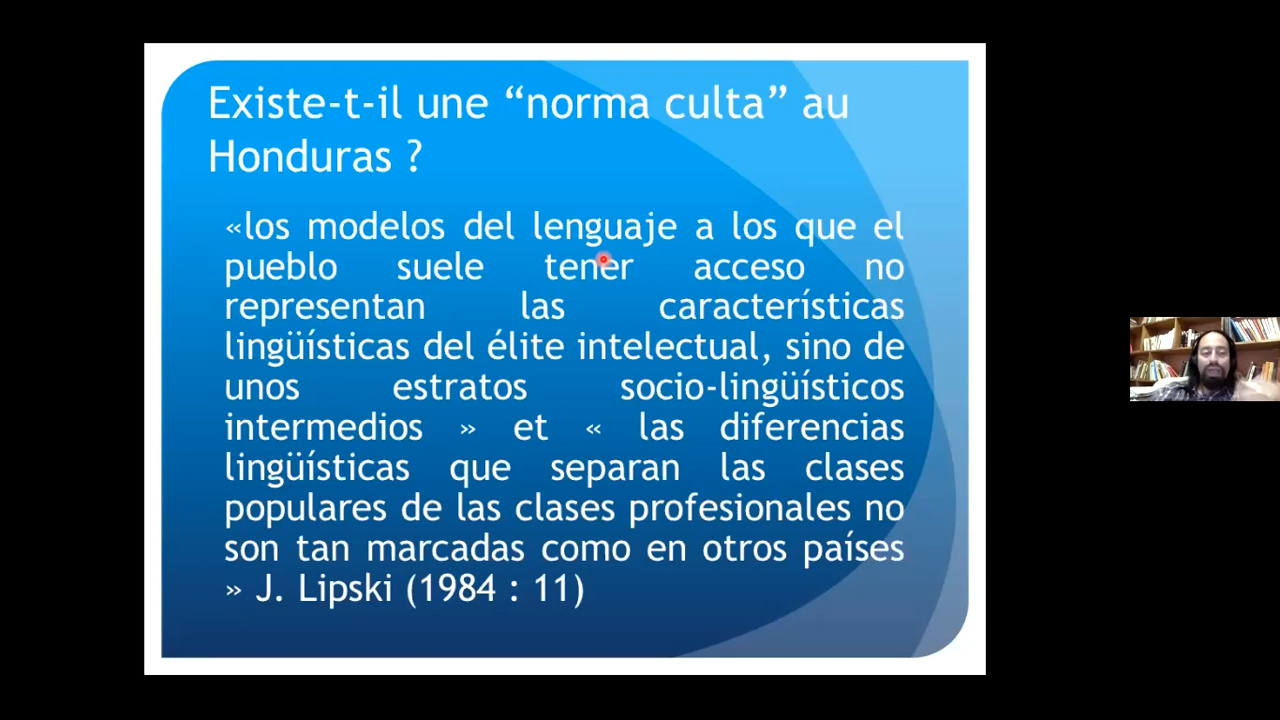 Existe-t-il une “norma culta” au
Honduras ?
«los modelos del lenguaje a los que el
pueblo suele tener acceso no
representan las características
lingüísticas del élite intelectual, sino de
unos estratos socio-lingüísticos
intermedios » et « las diferencias
lingüísticas que separan las clases
populares de las clases profesionales no
son tan marcadas como en otros países
» J. Lipski (1984 : 11)